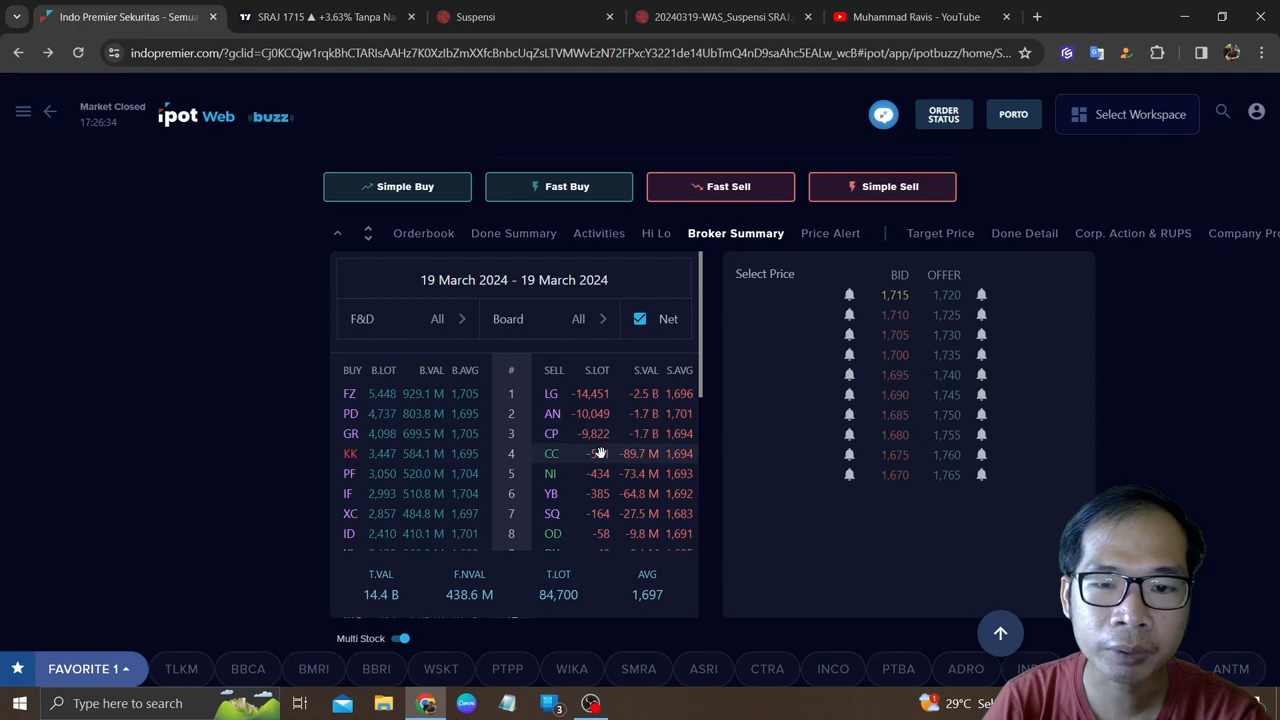 Indo Premier Sekuritas - Semua
SRAJ 1715 ▲ +3.63% Tanpa Na
Suspensi
20240319-WAS_Suspensi SRAJ
Muhammad Ravis - YouTube
indopremier.com/?gclid=Cj0KCQjw1rqkBhCTARIsAAHz7K0XzlbZmXXfcBnbcUqZsLTVMWvEzN72FPxcY3221de14UbTmQ4nD9saAhc5EALw_wcB#ipot/app/ipotbuzz/home/S...
Market Closed
17:26:34
ipot Web
buzz
ORDER STATUS
PORTO
Select Workspace
Simple Buy
Fast Buy
Fast Sell
Simple Sell
Orderbook Done Summary Activities Hi Lo Broker Summary Price Alert Target Price Done Detail Corp. Action & RUPS Company Pro
19 March 2024 - 19 March 2024
F&D All Board All Net
BUY B.LOT B.VAL B.AVG # SELL S.LOT S.VAL S.AVG
FZ 5,448 929.1 M 1,705 1 LG -14,451 -2.5 B 1,696
PD 4,737 803.8 M 1,695 2 AN -10,049 -1.7 B 1,701
GR 4,098 699.5 M 1,705 3 CP -9,822 -1.7 B 1,694
KK 3,447 584.1 M 1,695 4 CC -89.7 M 1,694
PF 3,050 520.0 M 1,704 5 NI -434 -73.4 M 1,693
IF 2,993 510.8 M 1,704 6 YB -385 -64.8 M 1,692
XC 2,857 484.8 M 1,697 7 SQ -164 -27.5 M 1,683
ID 2,410 410.1 M 1,701 8 OD -58 -9.8 M 1,691
T.VAL F.NVAL T.LOT AVG
14.4 B 438.6 M 84,700 1,697
Select Price
BID OFFER
1,715 1,720
1,710 1,725
1,705 1,730
1,700 1,735
1,695 1,740
1,690 1,745
1,685 1,750
1,680 1,755
1,675 1,760
1,670 1,765
Multi Stock
FAVORITE 1 TLKM BBCA BMRI BBRI WSKT PTPP WIKA SMRA ASRI CTRA INCO PTBA ADRO ANTM
Type here to search
3
1
29°C